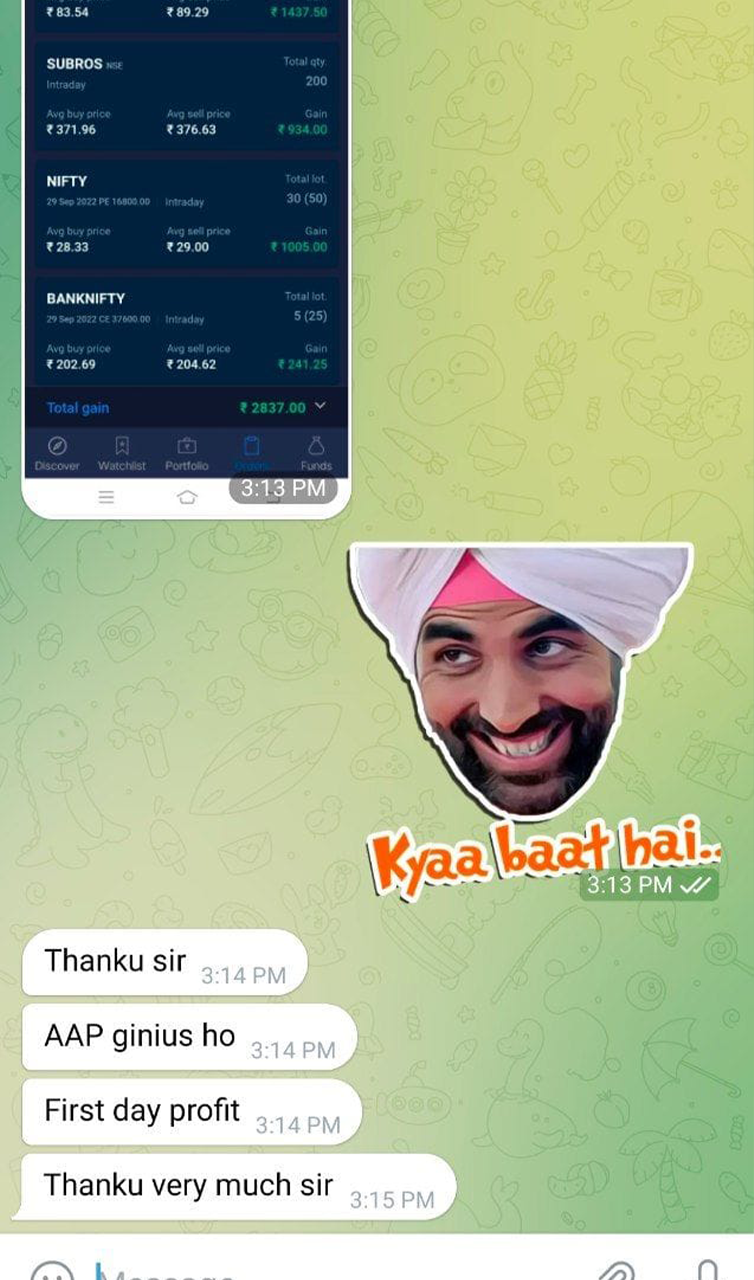 ₹ 83.54 ₹ 89.29 ₹ 1437.50
SUBROS NSE Total qty.
Intraday 200
Avg buy price Avg sell price Gain
₹ 371.96 ₹ 376.63 ₹ 934.00
NIFTY Total lot.
29 Sep 2022 PE 16800.00 Intraday 30 (50)
Avg buy price Avg sell price Gain
₹ 28.33 ₹ 29.00 ₹ 1005.00
BANKNIFTY Total lot.
29 Sep 2022 CE 37600.00 Intraday 5 (25)
Avg buy price Avg sell price Gain
₹ 202.69 ₹ 204.62 ₹ 241.25
Total gain ₹ 2837.00
Discover Watchlist Portfolio Orders Funds
3:13 PM
Kyaa baat hai..
3:13 PM
Thanku sir 3:14 PM
AAP ginius ho 3:14 PM
First day profit 3:14 PM
Thanku very much sir 3:15 PM
Message